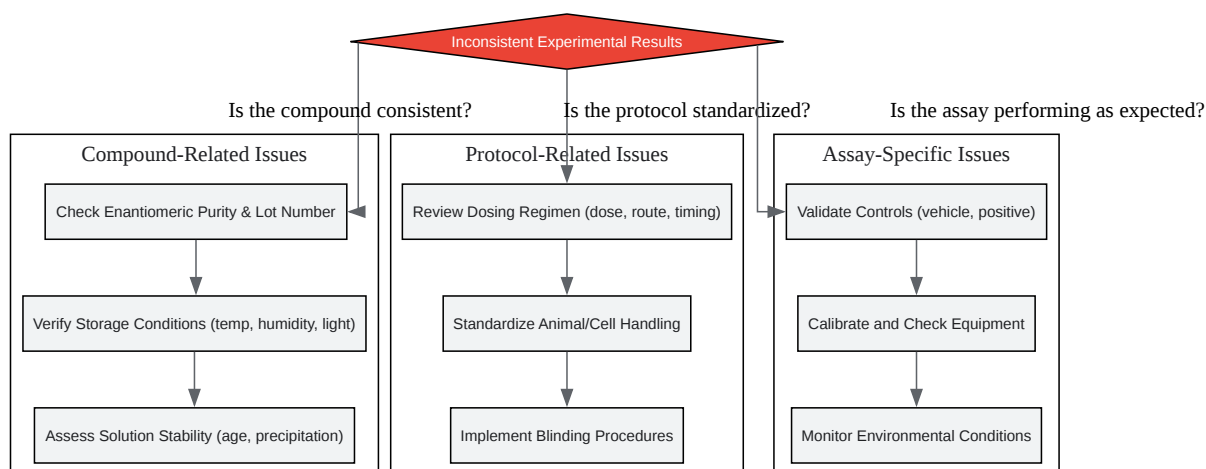 Inconsistent Experimental Results
Is the compound consistent?
Is the protocol standardized?
Is the assay performing as expected?
Compound-Related Issues
Protocol-Related Issues
Assay-Specific Issues
Check Enantiomeric Purity & Lot Number
Review Dosing Regimen (dose, route, timing)
Validate Controls (vehicle, positive)
Verify Storage Conditions (temp, humidity, light)
Standardize Animal/Cell Handling
Calibrate and Check Equipment
Assess Solution Stability (age, precipitation)
Implement Blinding Procedures
Monitor Environmental Conditions